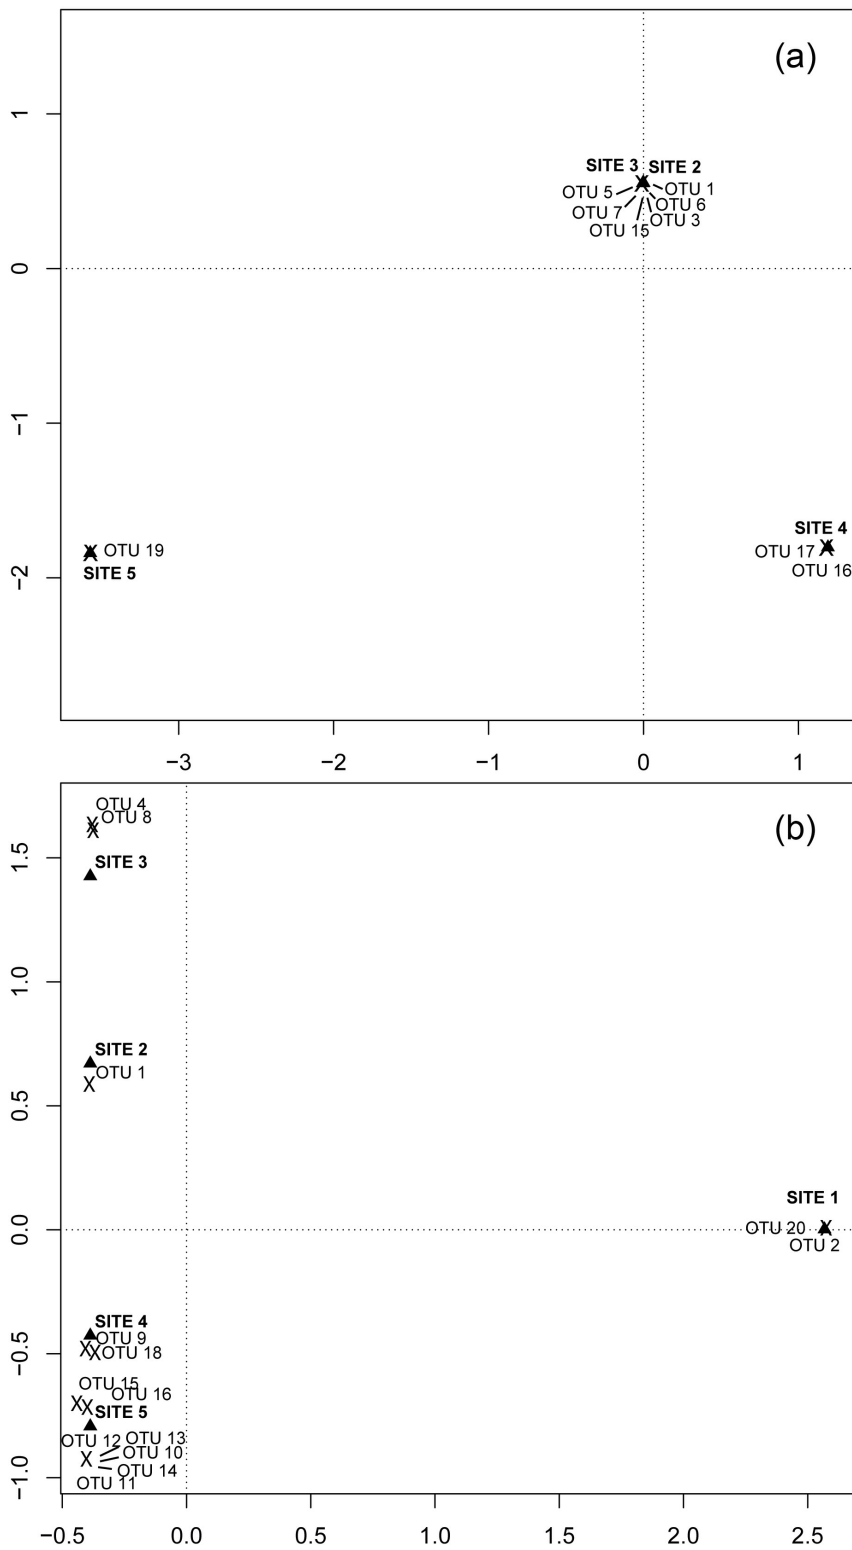 (a)
1
SITE 3 SITE 2
OTU 5 OTU 1
OTU 6
OTU 7
OTU 3
OTU 15
0
−1
SITE 4
OTU 19 OTU 17
SITE 5 OTU 16
−2
−3 −2 −1 0 1
OTU 4
OTU 8
(b)
SITE 3
1.5
1.0
SITE 2
OTU 1
0.5
SITE 1
0.0
OTU 20
OTU 2
SITE 4
OTU 9
−0.5
OTU 18
OTU 15
OTU 16
SITE 5
OTU 12 OTU 13
OTU 10
OTU 14
−1.0
OTU 11
−0.5 0.0 0.5 1.0 1.5 2.0 2.5